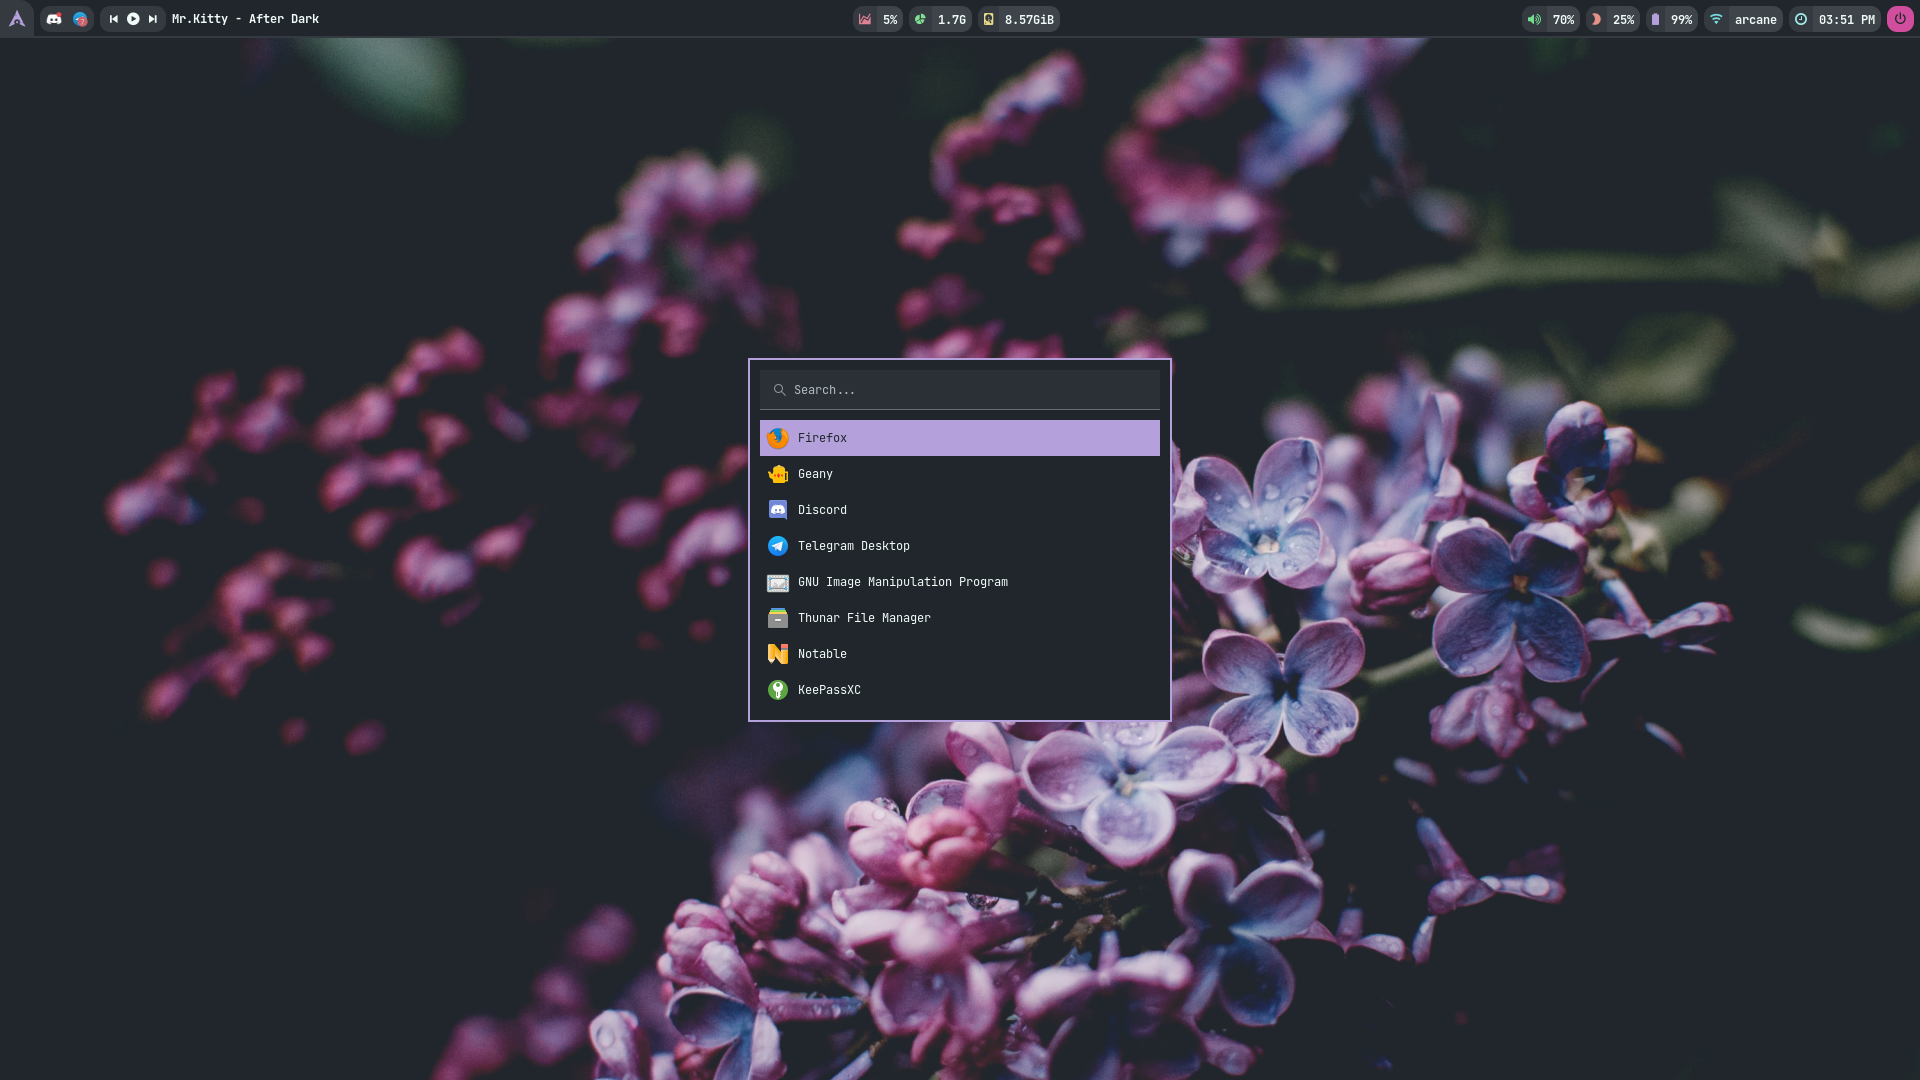 Mr.Kitty - After Dark
5%
1.7G
8.57GiB
70%
25%
99%
arcane
03:51 PM
Search...
Firefox
Geany
Discord
Telegram Desktop
GNU Image Manipulation Program
Thunar File Manager
Notable
KeePassXC